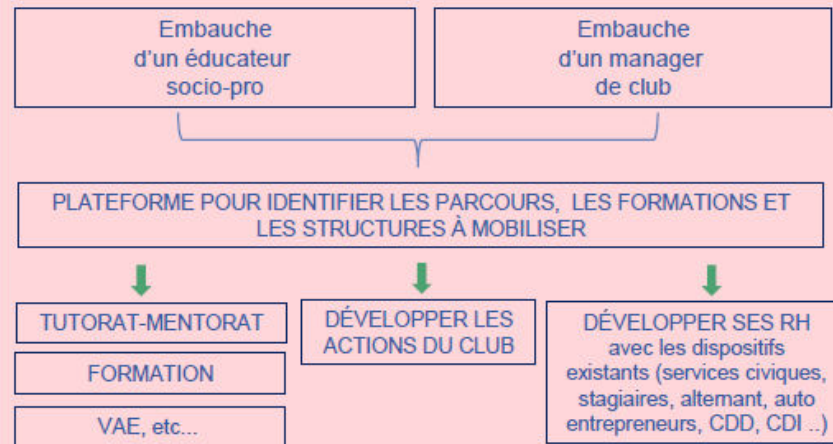 Embauche
d'un éducateur
socio-pro
Embauche
d'un manager
de club
PLATEFORME POUR IDENTIFIER LES PARCOURS, LES FORMATIONS ET
LES STRUCTURES À MOBILISER
TUTORAT-MENTORAT
FORMATION
VAE, etc...
DÉVELOPPER LES
ACTIONS DU CLUB
DÉVELOPPER SES RH
avec les dispositifs
existants (services civiques,
stagiaires, alternant, auto
entrepreneurs, CDD, CDI ..)